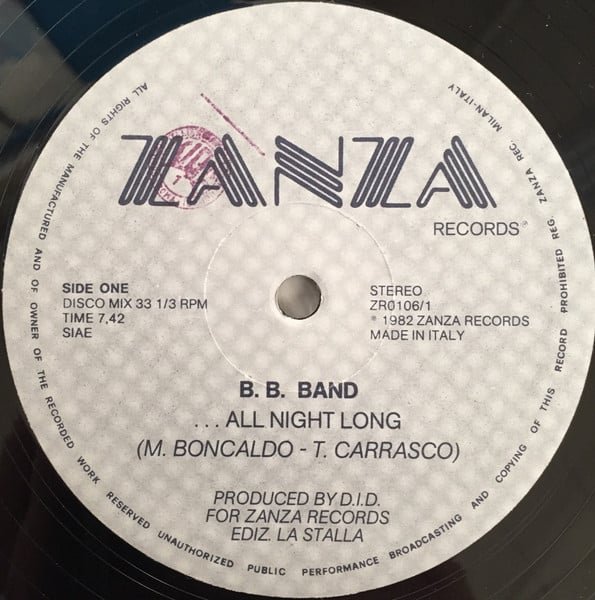 ZANZA
RECORDS®
SIDE ONE
DISCO MIX 33 1/3 RPM
TIME 7,42
SIAE
STEREO
ZR0106/1
℗ 1982 ZANZA RECORDS
MADE IN ITALY
B. B. BAND
...ALL NIGHT LONG
(M. BONCALDO - T. CARRASCO)
PRODUCED BY D.I.D.
FOR ZANZA RECORDS
EDIZ. LA STALLA
ALL RIGHTS OF THE MANUFACTURED AND OF OWNER OF THE RECORDED WORK RESERVED UNAUTHORIZED PUBLIC PERFORMANCE BROADCASTING AND COPYING OF THIS RECORD PROHIBITED REG. ZANZA REC. MILAN-ITALY